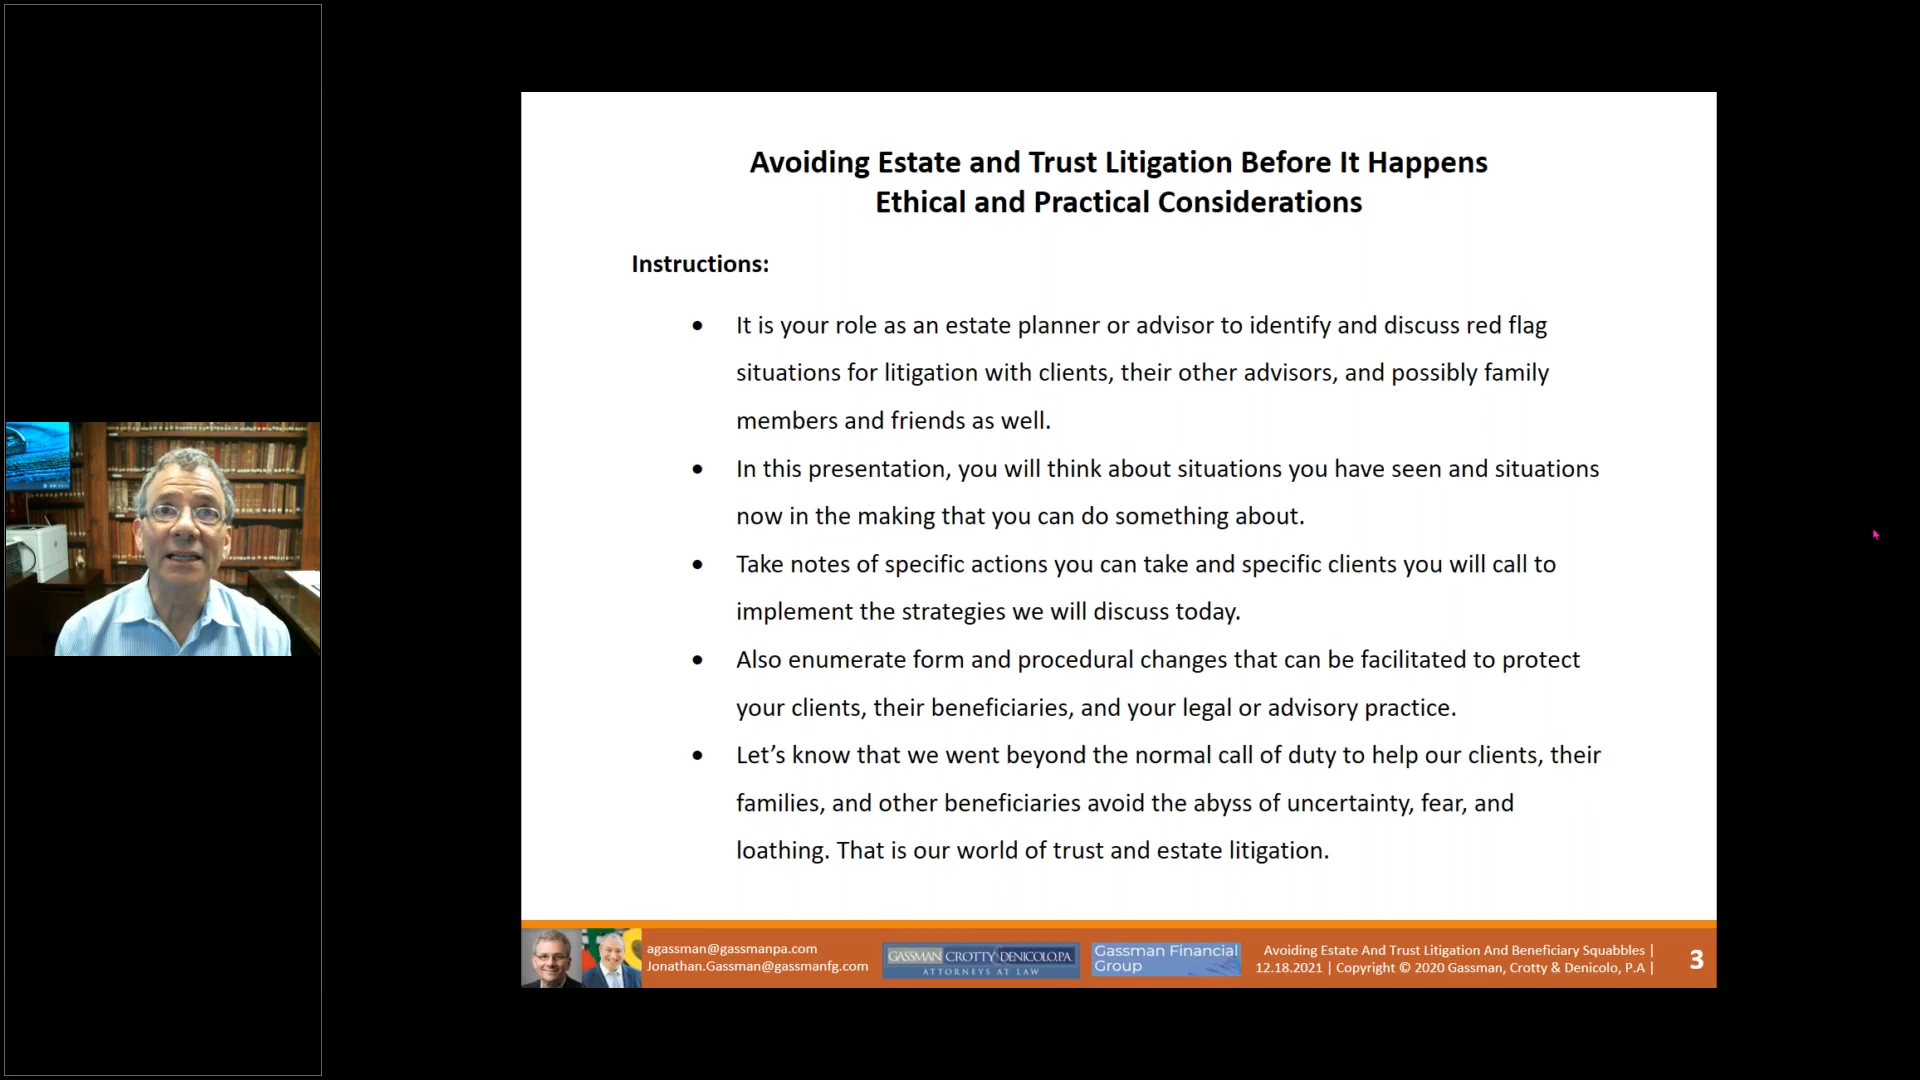 Avoiding Estate and Trust Litigation Before It Happens
Ethical and Practical Considerations
Instructions:
• It is your role as an estate planner or advisor to identify and discuss red flag
situations for litigation with clients, their other advisors, and possibly family
members and friends as well.
• In this presentation, you will think about situations you have seen and situations
now in the making that you can do something about.
• Take notes of specific actions you can take and specific clients you will call to
implement the strategies we will discuss today.
• Also enumerate form and procedural changes that can be facilitated to protect
your clients, their beneficiaries, and your legal or advisory practice.
• Let’s know that we went beyond the normal call of duty to help our clients, their
families, and other beneficiaries avoid the abyss of uncertainty, fear, and
loathing. That is our world of trust and estate litigation.
agassman@gassmanpa.com
Jonathan.Gassman@gassmanfg.com
GASSMAN CROTTY DENICOLO, P.A.
ATTORNEYS AT LAW
Gassman Financial
Group
Avoiding Estate And Trust Litigation And Beneficiary Squabbles |
12.18.2021 | Copyright © 2020 Gassman, Crotty & Denicolo, P.A |
3